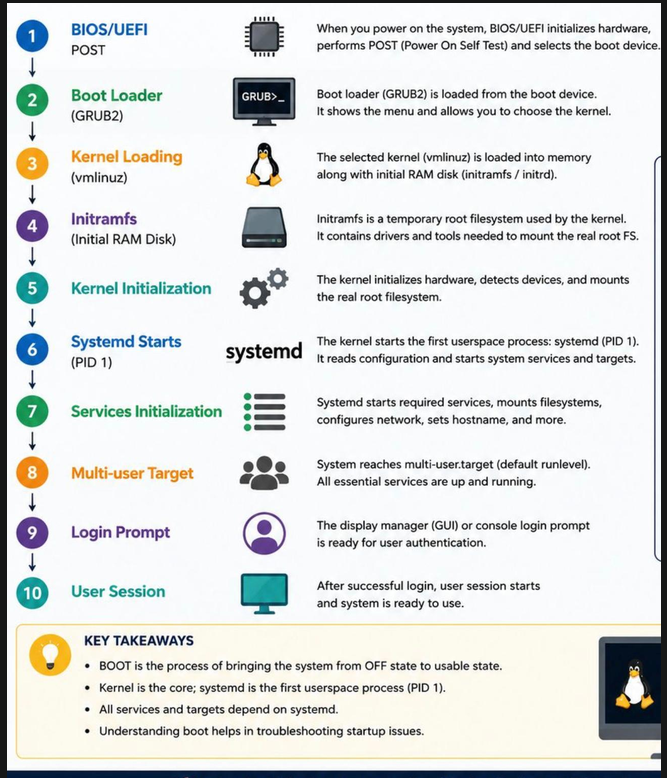 1
BIOS/UEFI
POST
When you power on the system, BIOS/UEFI initializes hardware,
performs POST (Power On Self Test) and selects the boot device.
2
Boot Loader
(GRUB2)
GRUB>_
Boot loader (GRUB2) is loaded from the boot device.
It shows the menu and allows you to choose the kernel.
3
Kernel Loading
(vmlinuz)
The selected kernel (vmlinuz) is loaded into memory
along with initial RAM disk (initramfs / initrd).
4
Initramfs
(Initial RAM Disk)
Initramfs is a temporary root filesystem used by the kernel.
It contains drivers and tools needed to mount the real root FS.
5
Kernel Initialization
The kernel initializes hardware, detects devices, and mounts
the real root filesystem.
6
Systemd Starts
(PID 1)
systemd
The kernel starts the first userspace process: systemd (PID 1).
It reads configuration and starts system services and targets.
7
Services Initialization
Systemd starts required services, mounts filesystems,
configures network, sets hostname, and more.
8
Multi-user Target
System reaches multi-user.target (default runlevel).
All essential services are up and running.
9
Login Prompt
The display manager (GUI) or console login prompt
is ready for user authentication.
10
User Session
After successful login, user session starts
and system is ready to use.
KEY TAKEAWAYS
• BOOT is the process of bringing the system from OFF state to usable state.
• Kernel is the core; systemd is the first userspace process (PID 1).
• All services and targets depend on systemd.
• Understanding boot helps in troubleshooting startup issues.